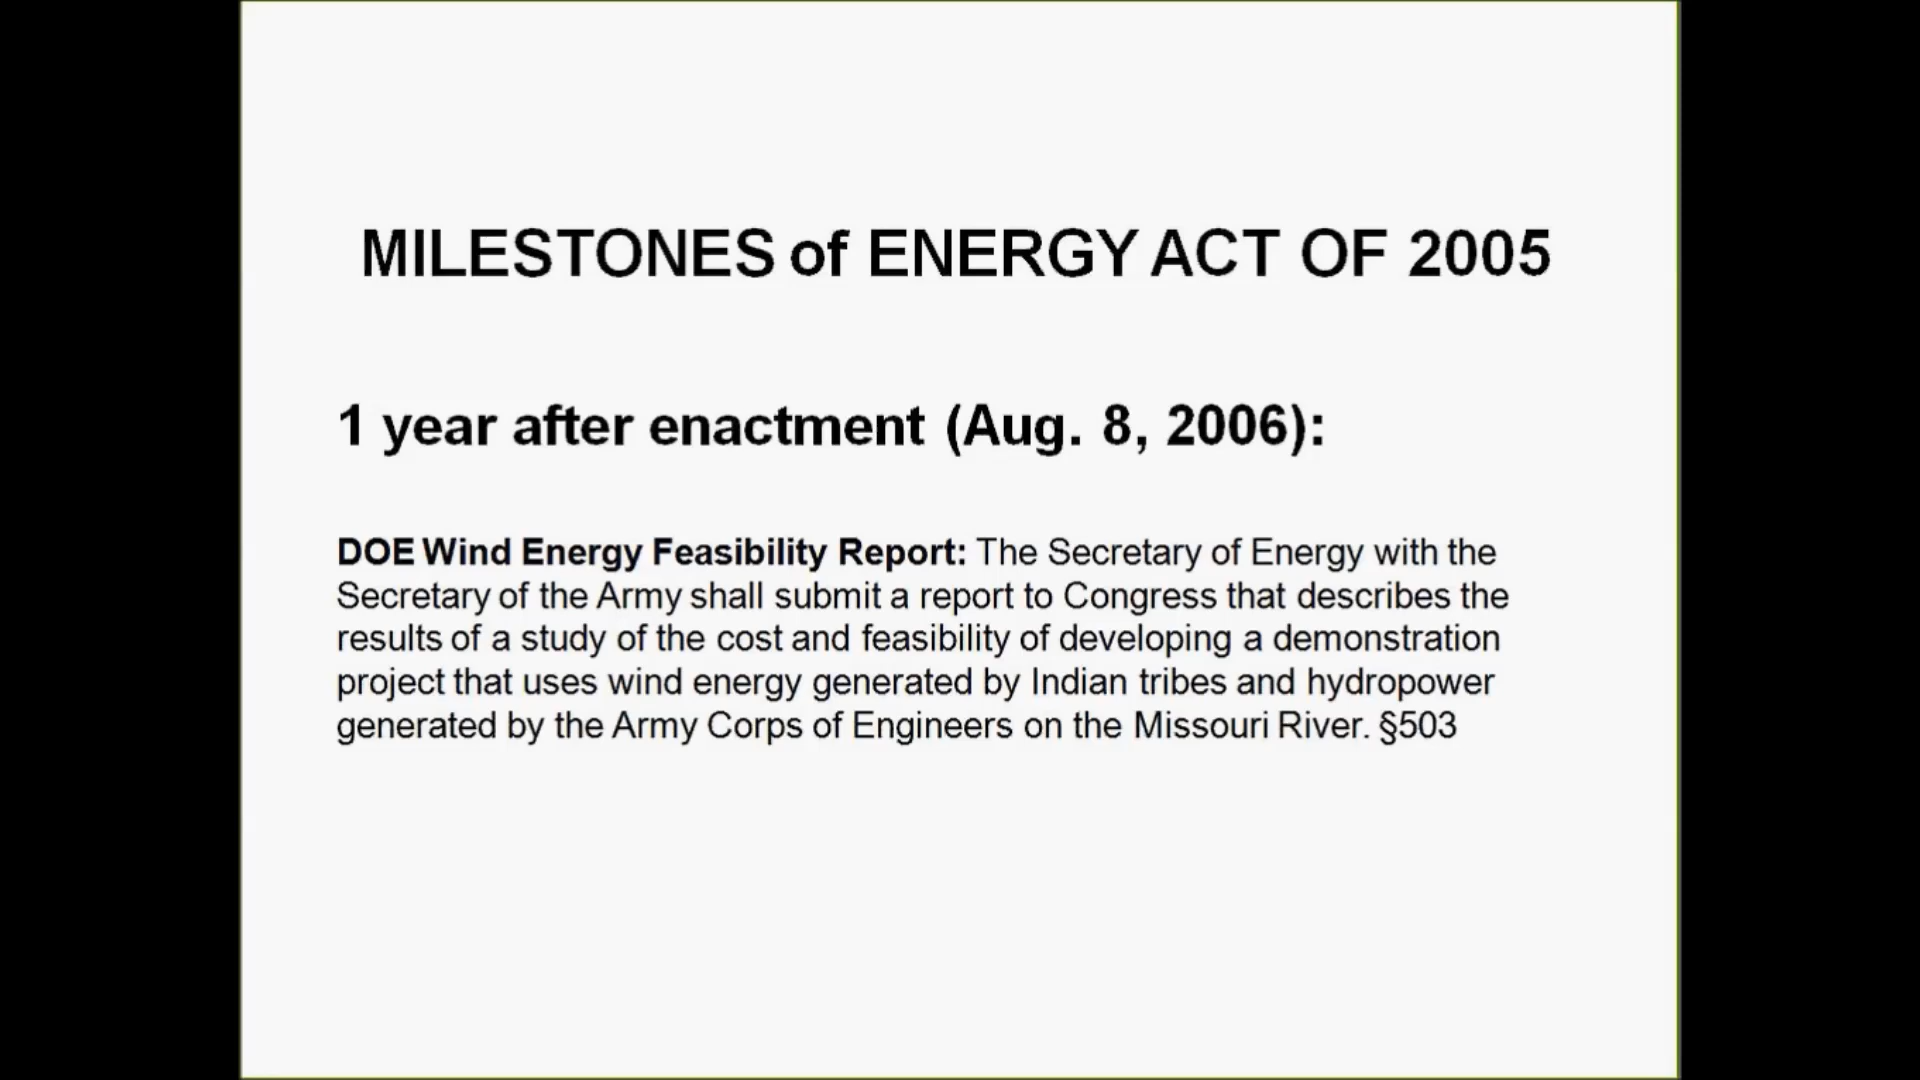 MILESTONES of ENERGY ACT OF 2005
1 year after enactment (Aug. 8, 2006):
DOE Wind Energy Feasibility Report: The Secretary of Energy with the
Secretary of the Army shall submit a report to Congress that describes the
results of a study of the cost and feasibility of developing a demonstration
project that uses wind energy generated by Indian tribes and hydropower
generated by the Army Corps of Engineers on the Missouri River. §503